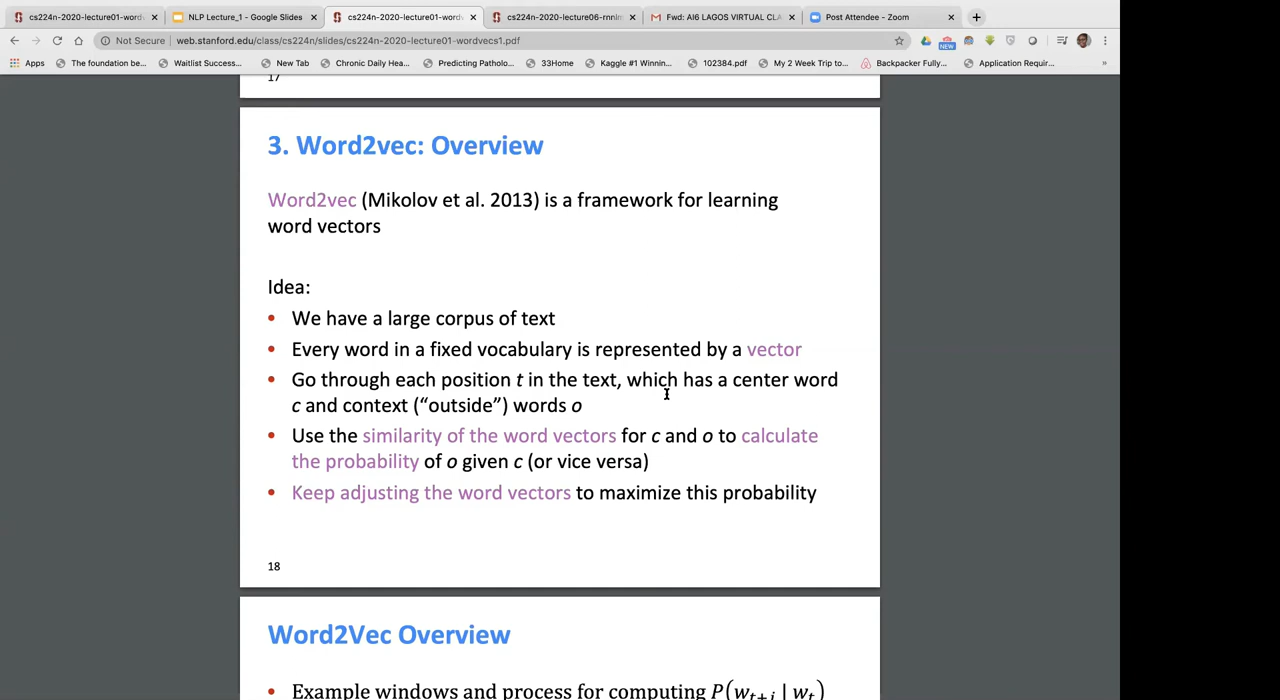 cs224n-2020-lecture01-wordv
NLP Lecture_1 - Google Slides
cs224n-2020-lecture01-wordv
cs224n-2020-lecture06-rnnlm
Fwd: AI6 LAGOS VIRTUAL CLA
Post Attendee - Zoom
Not Secure | web.stanford.edu/class/cs224n/slides/cs224n-2020-lecture01-wordvecs1.pdf
NEW
Apps
The foundation be...
Waitlist Success...
New Tab
Chronic Daily Hea...
Predicting Patholo...
33Home
Kaggle #1 Winnin...
102384.pdf
My 2 Week Trip to...
Backpacker Fully...
Application Requir...
»
17
3. Word2vec: Overview
Word2vec (Mikolov et al. 2013) is a framework for learning
word vectors
Idea:
• We have a large corpus of text
• Every word in a fixed vocabulary is represented by a vector
• Go through each position t in the text, which has a center word
c and context (“outside”) words o
• Use the similarity of the word vectors for c and o to calculate
the probability of o given c (or vice versa)
• Keep adjusting the word vectors to maximize this probability
18
Word2Vec Overview
• Example windows and process for computing P(w_{t+j} | w_t)